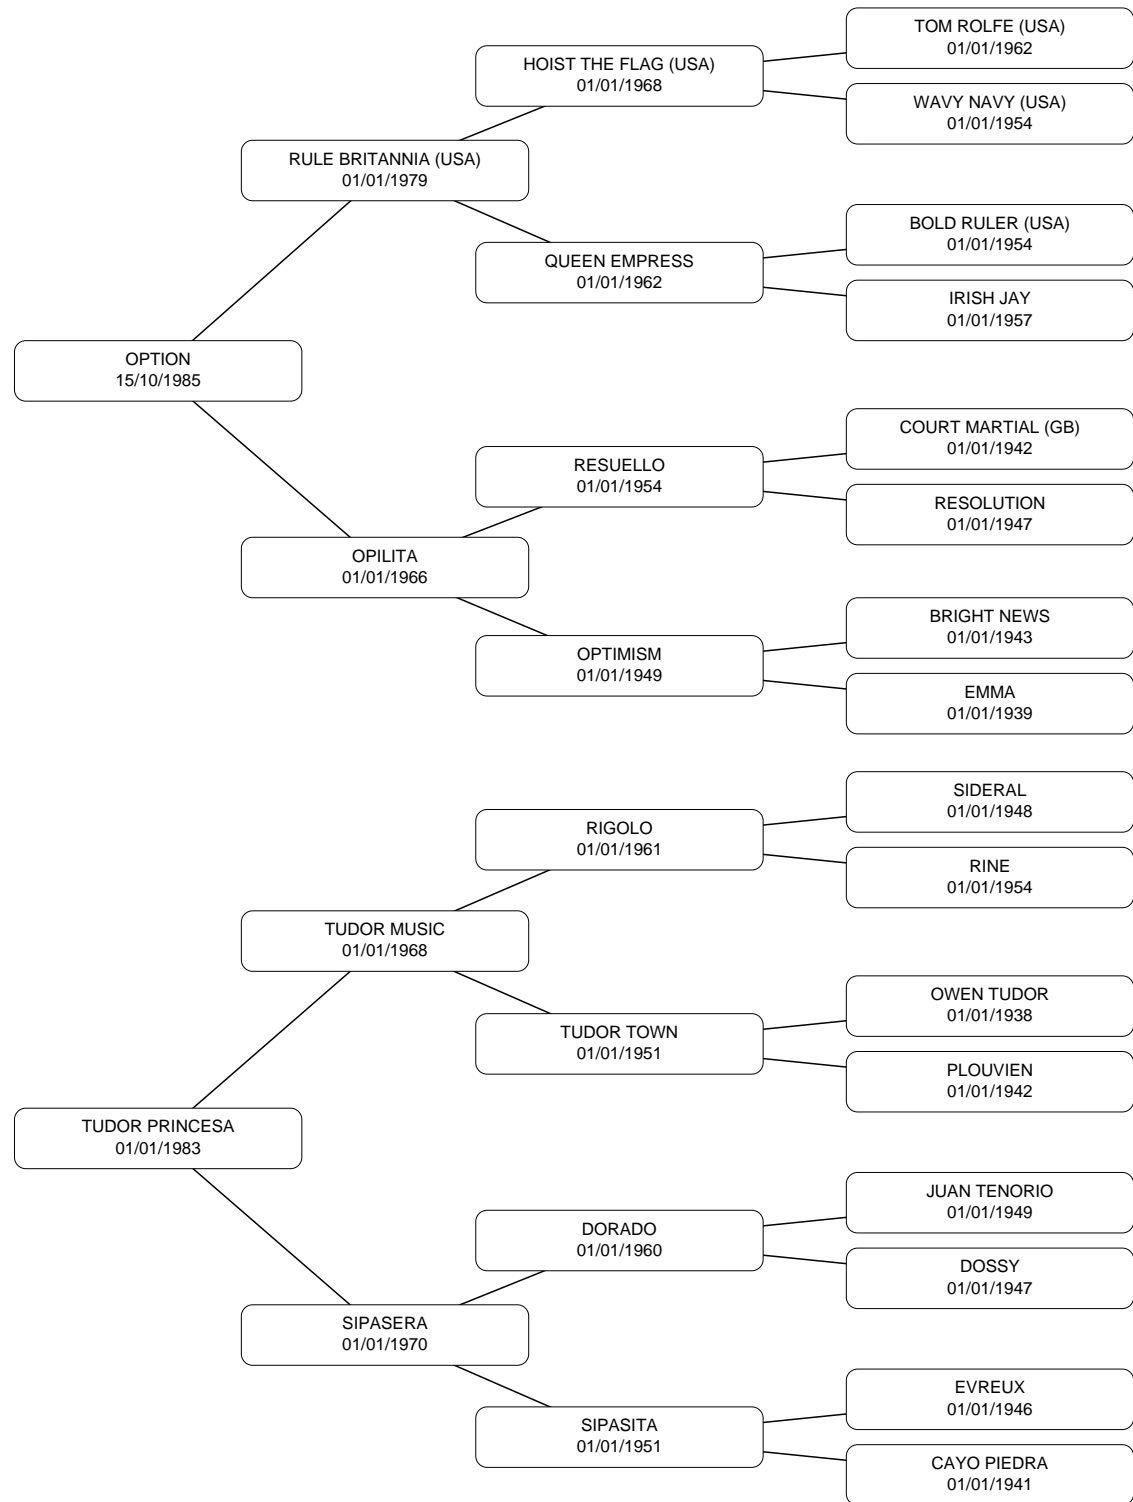 TOM ROLFE (USA)
01/01/1962
HOIST THE FLAG (USA)
01/01/1968
WAVY NAVY (USA)
01/01/1954
RULE BRITANNIA (USA)
01/01/1979
BOLD RULER (USA)
01/01/1954
QUEEN EMPRESS
01/01/1962
IRISH JAY
01/01/1957
OPTION
15/10/1985
COURT MARTIAL (GB)
01/01/1942
RESUELLO
01/01/1954
RESOLUTION
01/01/1947
OPILITA
01/01/1966
BRIGHT NEWS
01/01/1943
OPTIMISM
01/01/1949
EMMA
01/01/1939
SIDERAL
01/01/1948
RIGOLO
01/01/1961
RINE
01/01/1954
TUDOR MUSIC
01/01/1968
OWEN TUDOR
01/01/1938
TUDOR TOWN
01/01/1951
PLOUVIEN
01/01/1942
TUDOR PRINCESA
01/01/1983
JUAN TENORIO
01/01/1949
DORADO
01/01/1960
DOSSY
01/01/1947
SIPASERA
01/01/1970
EVREUX
01/01/1946
SIPASITA
01/01/1951
CAYO PIEDRA
01/01/1941